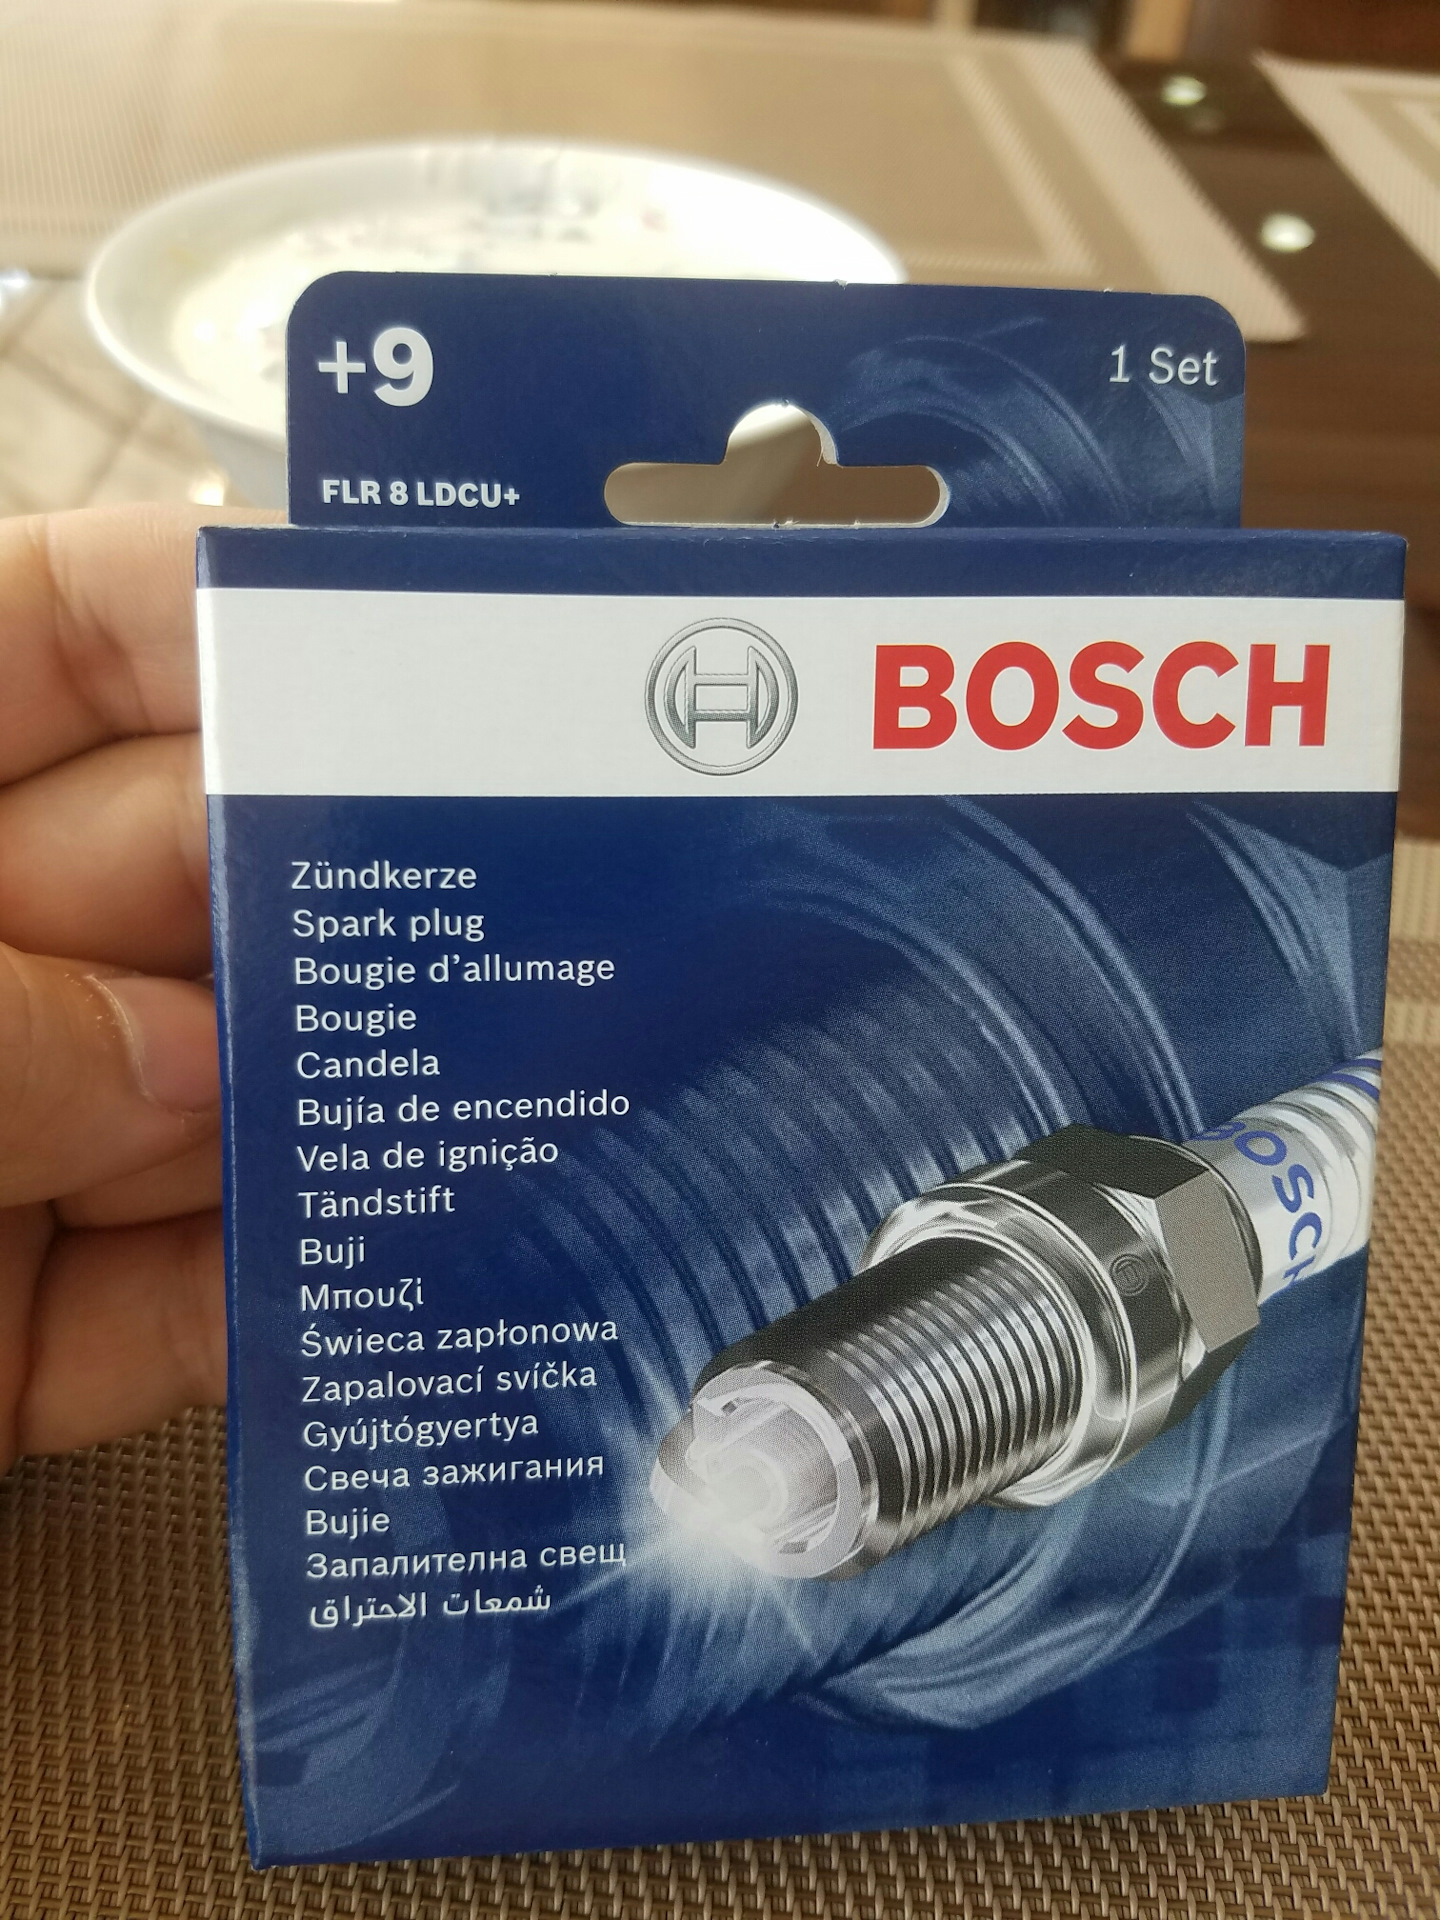 +9
1 Set
FLR 8 LDCU+
BOSCH
Zündkerze
Spark plug
Bougie d'allumage
Bougie
Candela
Bujía de encendido
Vela de ignição
Tändstift
Buji
Μπουζί
Świeca zapłonowa
Zapalovací svíčka
Gyújtógyertya
Свеча зажигания
Bujie
Запалителна свещ
شمعات الاحتراق
BOSCH